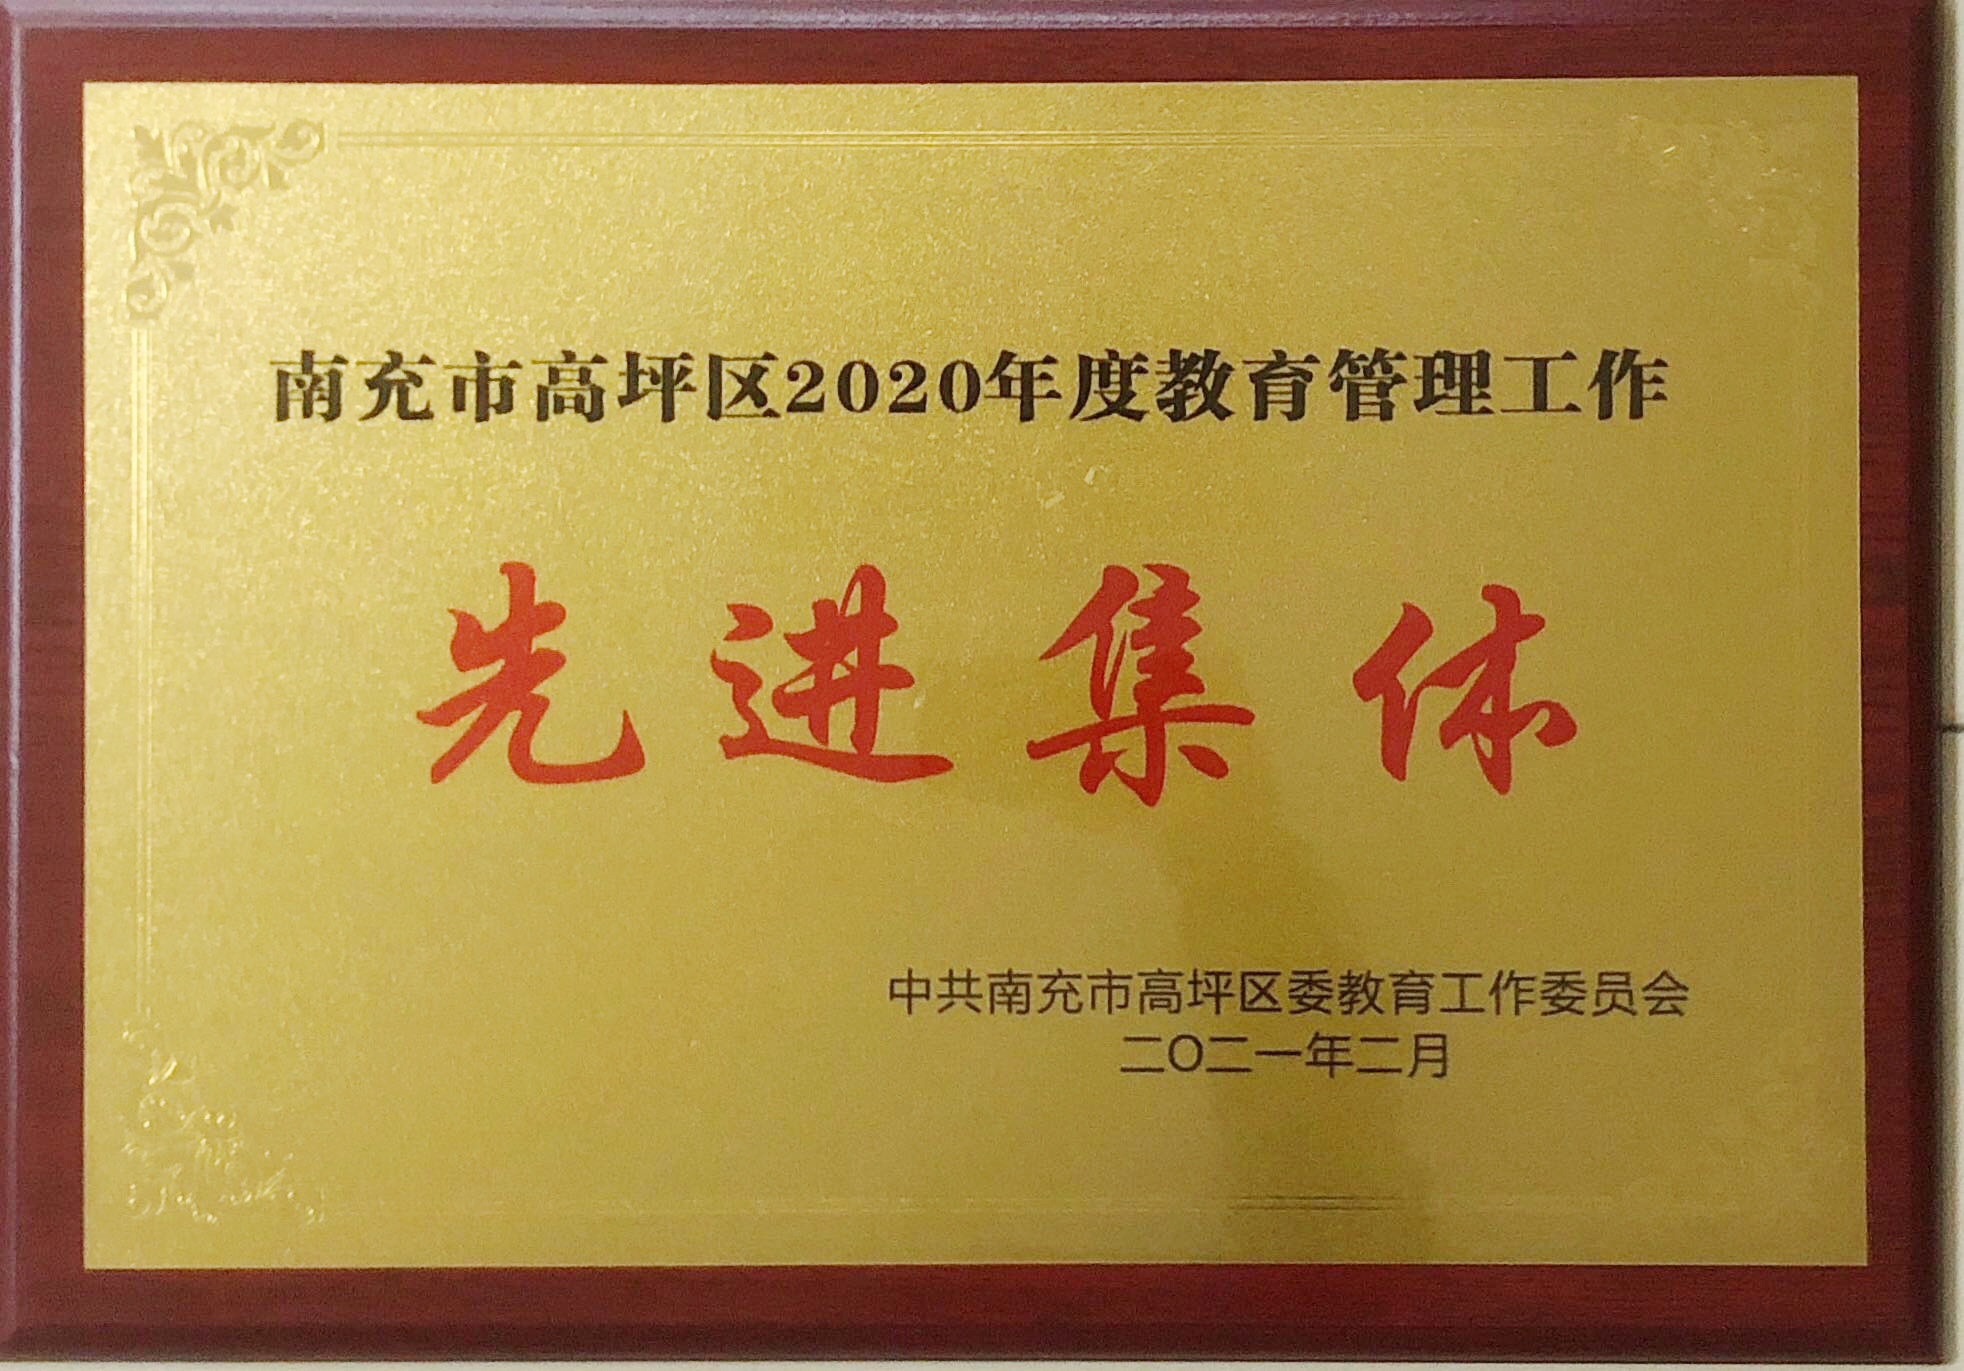 南充市高坪区2020年度教育管理工作
先进集体
中共南充市高坪区委教育工作委员会
二〇二一年二月